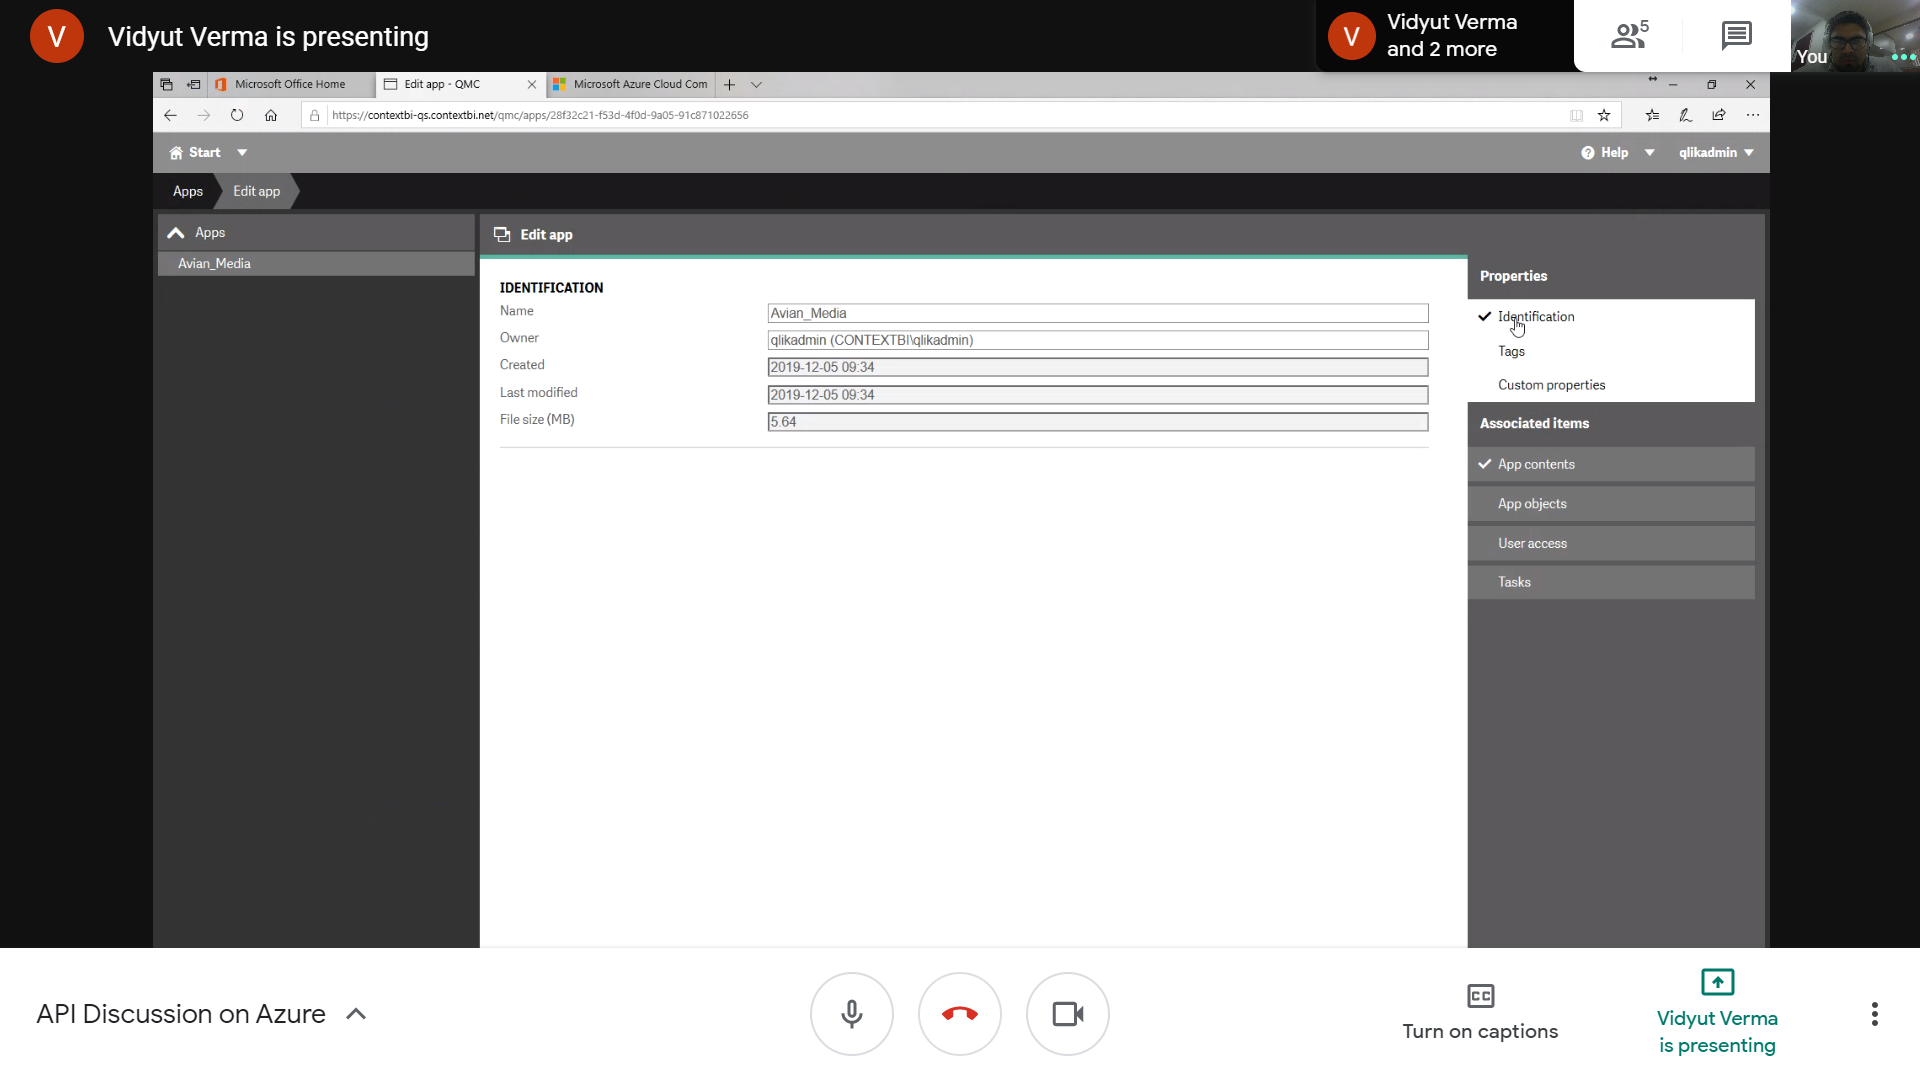 V
Vidyut Verma is presenting
V
Vidyut Verma
and 2 more
5
You
Microsoft Office Home
Edit app - QMC
Microsoft Azure Cloud Com
https://contextbi-qs.contextbi.net/qmc/apps/28f32c21-f53d-4f0d-9a05-91c871022656
Start
Help
qlikadmin
Apps
Edit app
Apps
Avian_Media
Edit app
IDENTIFICATION
Name
Avian_Media
Owner
qlikadmin (CONTEXTBI\qlikadmin)
Created
2019-12-05 09:34
Last modified
2019-12-05 09:34
File size (MB)
5.64
Properties
Identification
Tags
Custom properties
Associated items
App contents
App objects
User access
Tasks
API Discussion on Azure
CC
Turn on captions
Vidyut Verma
is presenting